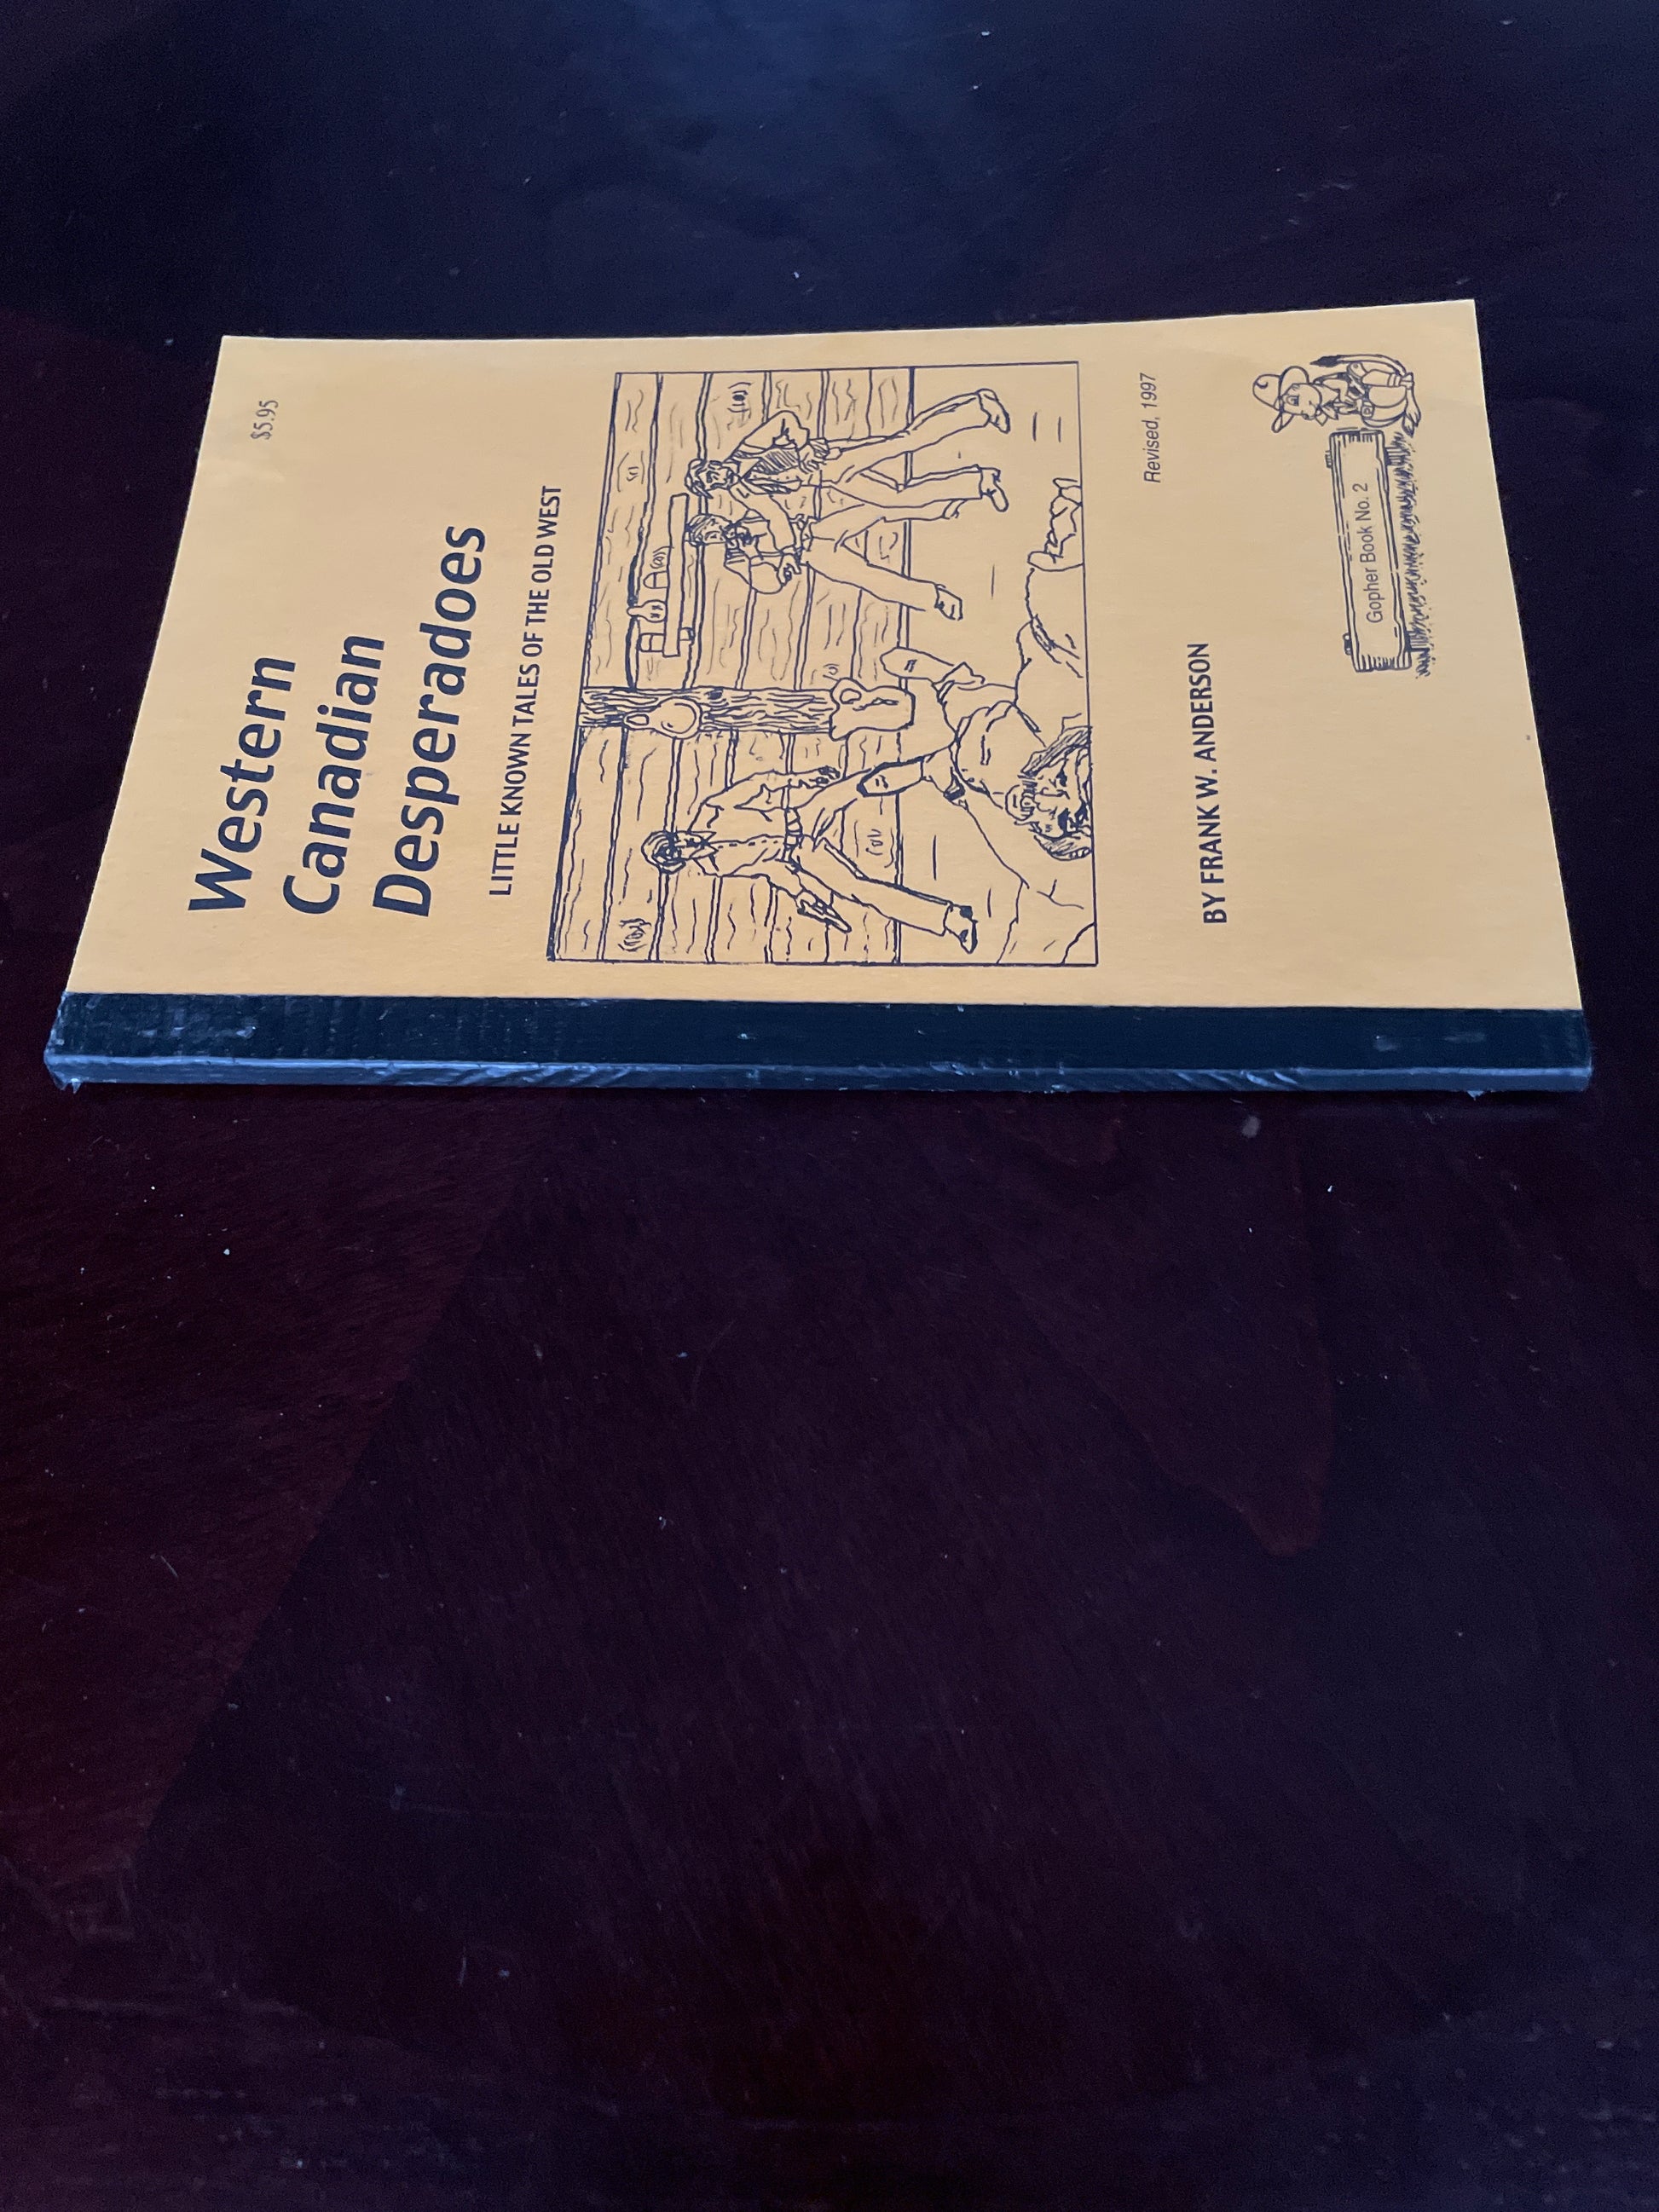 $5.95
Western
Canadian
Desperadoes
LITTLE KNOWN TALES OF THE OLD WEST
Revised, 1997
BY FRANK W. ANDERSON
Gopher Book No. 2